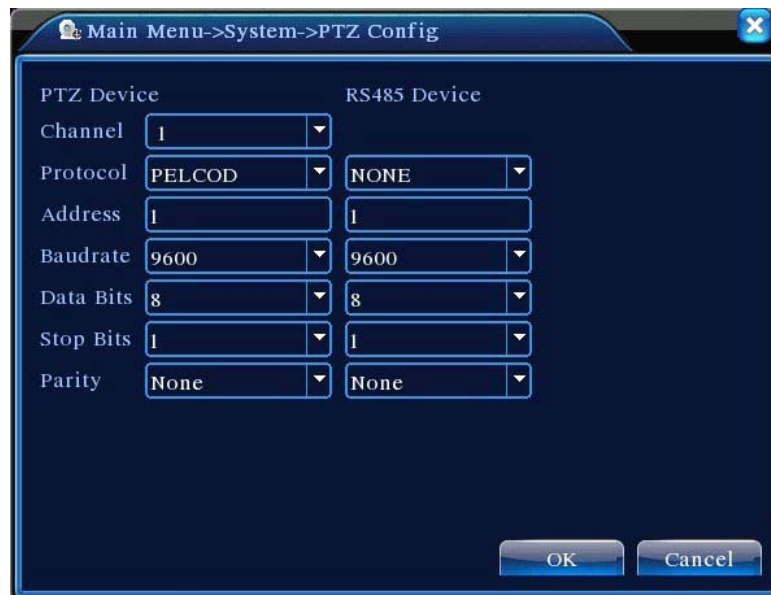 Main Menu->System->PTZ Config
PTZ Device RS485 Device
Channel 1
Protocol PELCOD NONE
Address 1 1
Baudrate 9600 9600
Data Bits 8 8
Stop Bits 1 1
Parity None None
OK Cancel